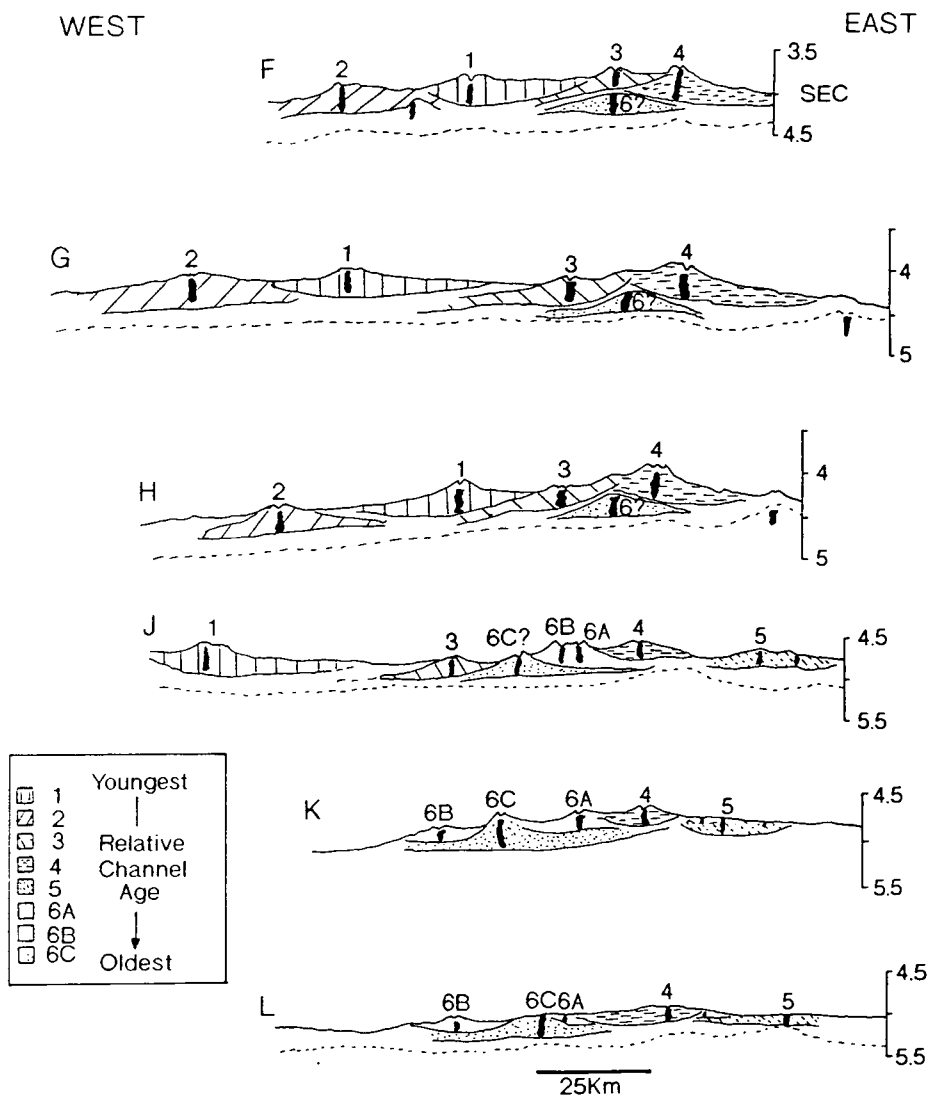 WEST EAST
F 2 1 3 4 3.5
6? SEC
4.5
G 2 1 3 4 4
6?
5
H 2 1 3 4 4
6?
5
J 1 3 6C? 6B 6A 4 5 4.5
5.5
Youngest
1
2
3 Relative
4 Channel
5 Age
6A
6B
6C Oldest
K 6B 6C 6A 4 5 4.5
5.5
L 6B 6C 6A 4 5 4.5
5.5
25Km